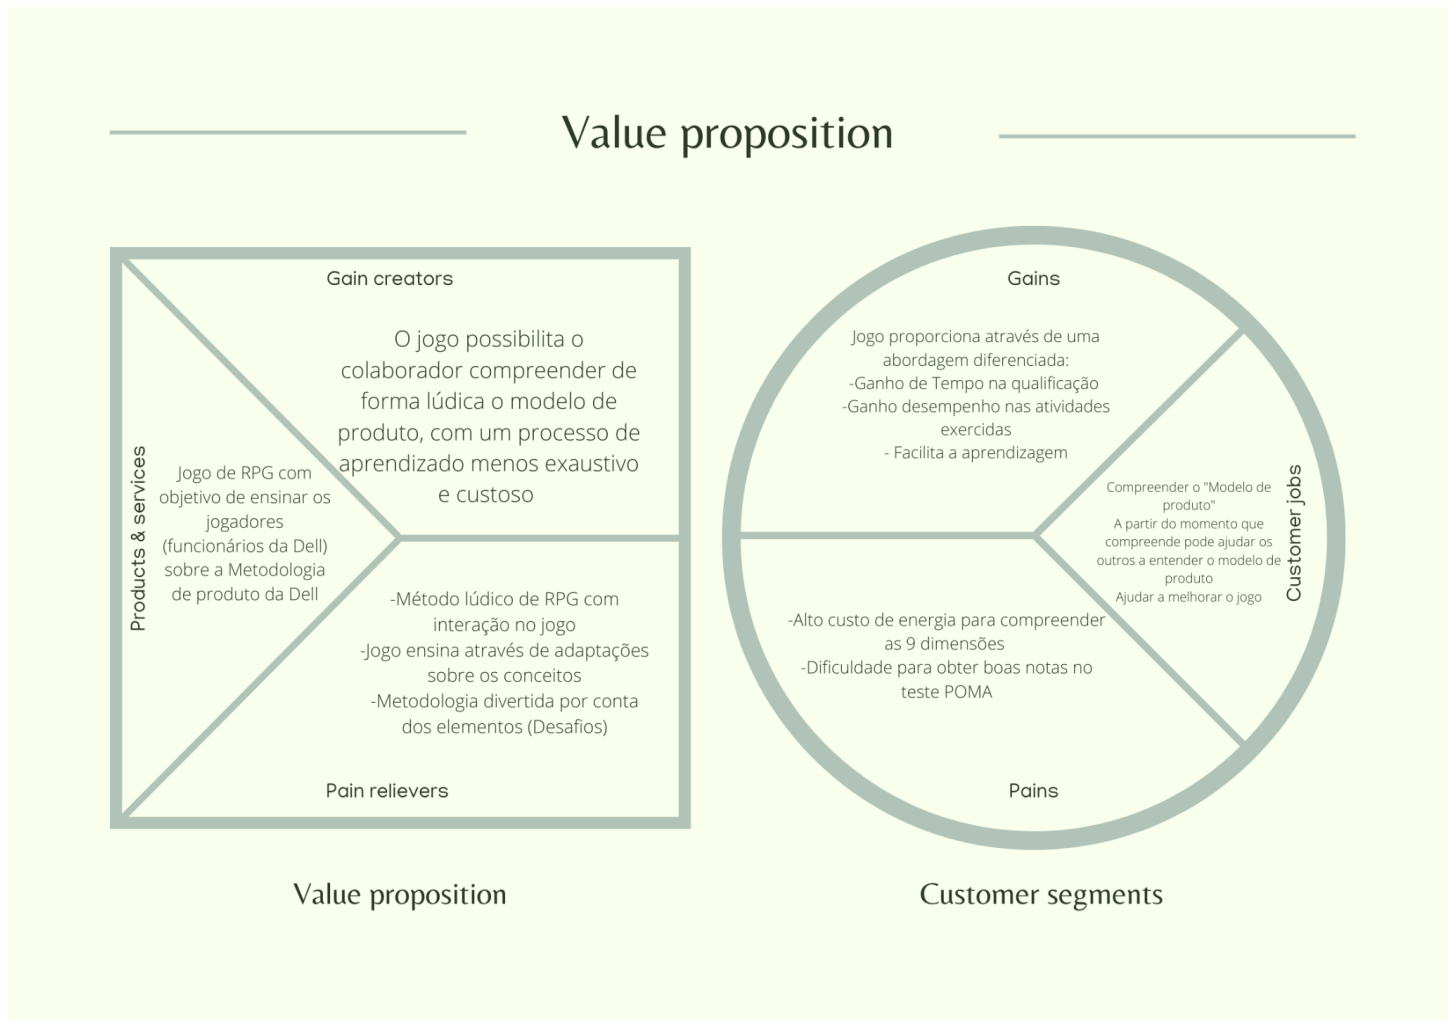 Value proposition
Gain creators
O jogo possibilita o
colaborador compreender de
forma lúdica o modelo de
produto, com um processo de
aprendizado menos exaustivo
e custoso
Products & services
Jogo de RPG com
objetivo de ensinar os
jogadores
(funcionários da Dell)
sobre a Metodologia
de produto da Dell
-Método lúdico de RPG com
interação no jogo
-Jogo ensina através de adaptações
sobre os conceitos
-Metodologia divertida por conta
dos elementos (Desafios)
Pain relievers
Value proposition
Gains
Jogo proporciona através de uma
abordagem diferenciada:
-Ganho de Tempo na qualificação
-Ganho desempenho nas atividades
exercidas
- Facilita a aprendizagem
Compreender o "Modelo de
produto"
A partir do momento que
compreende pode ajudar os
outros a entender o modelo de
produto
Ajudar a melhorar o jogo
Customer jobs
-Alto custo de energia para compreender
as 9 dimensões
-Dificuldade para obter boas notas no
teste POMA
Pains
Customer segments